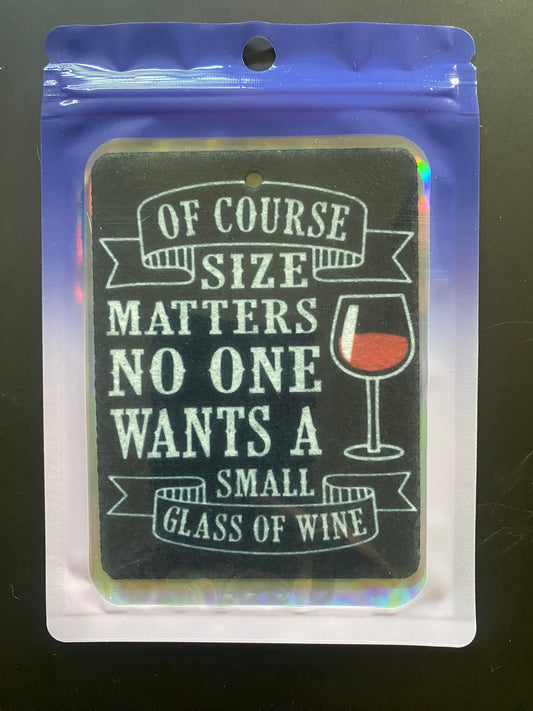 OF COURSE
SIZE
MATTERS
NO ONE
WANTS A
SMALL
GLASS OF WINE